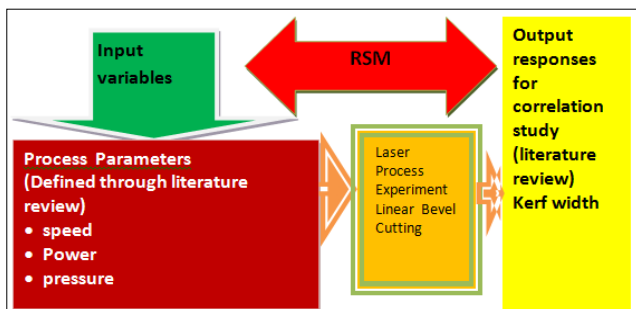 Input
variables
RSM
Process Parameters
(Defined through literature
review)
• speed
• Power
• pressure
Laser
Process
Experiment
Linear Bevel
Cutting
Output
responses
for
correlation
study
(literature
review)
Kerf width